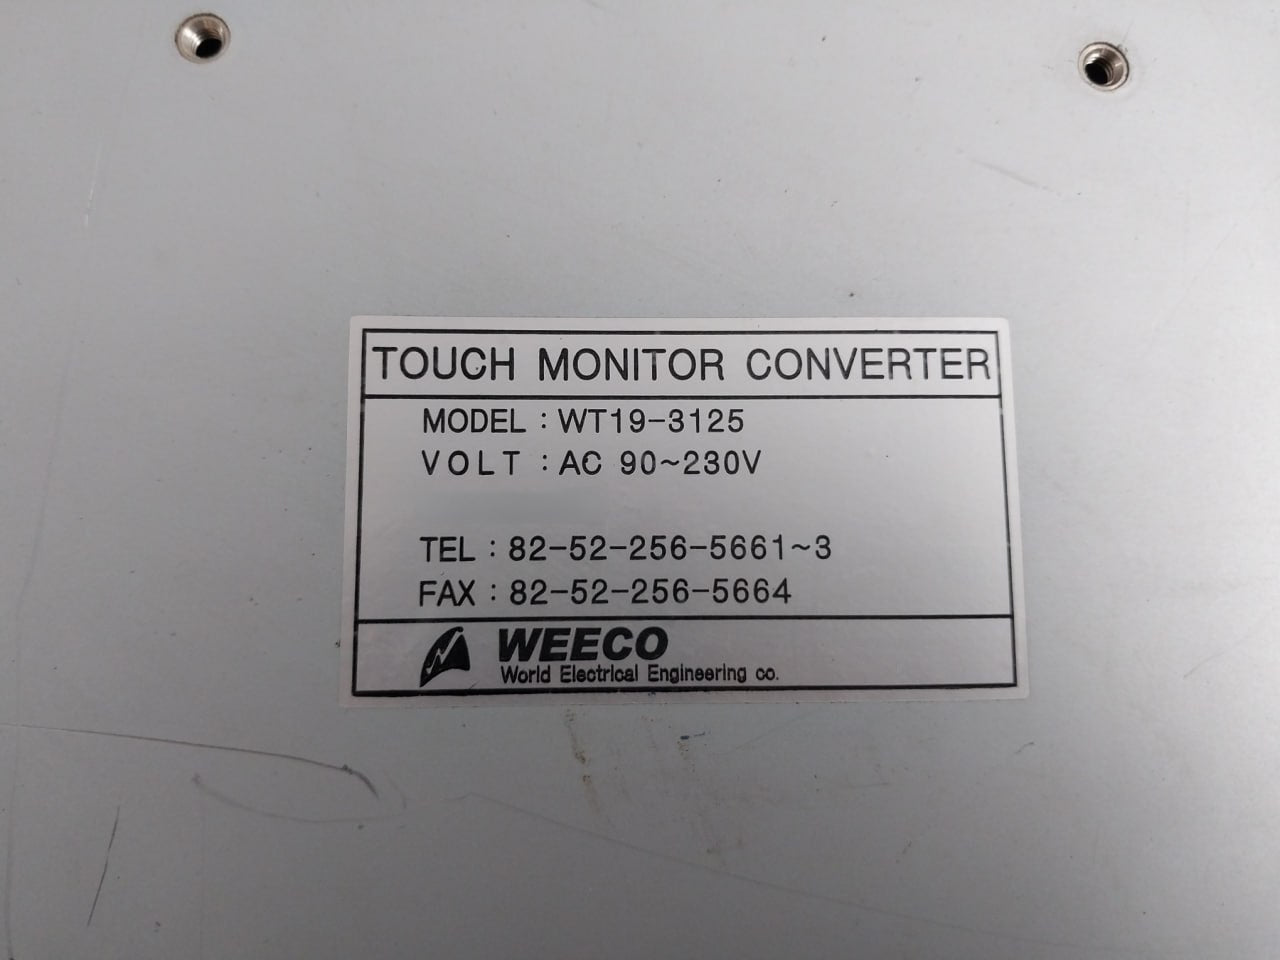 TOUCH MONITOR CONVERTER
MODEL : WT19-3125
VOLT : AC 90~230V
TEL : 82-52-256-5661~3
FAX : 82-52-256-5664
WEECO
World Electrical Engineering co.